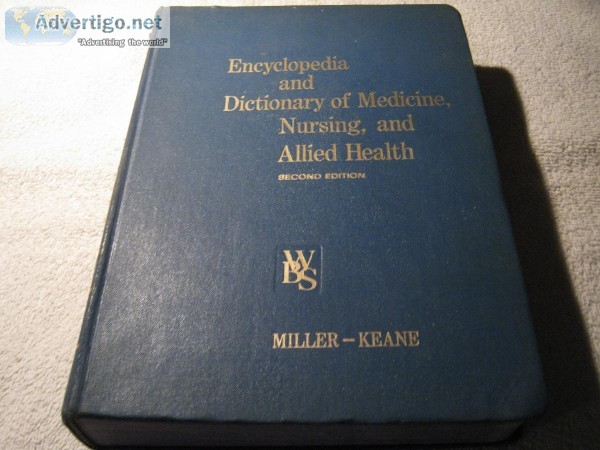 Advertigo.net
"Advertising the world"
Encyclopedia
and
Dictionary of Medicine,
Nursing, and
Allied Health
SECOND EDITION
WBS
MILLER-KEANE